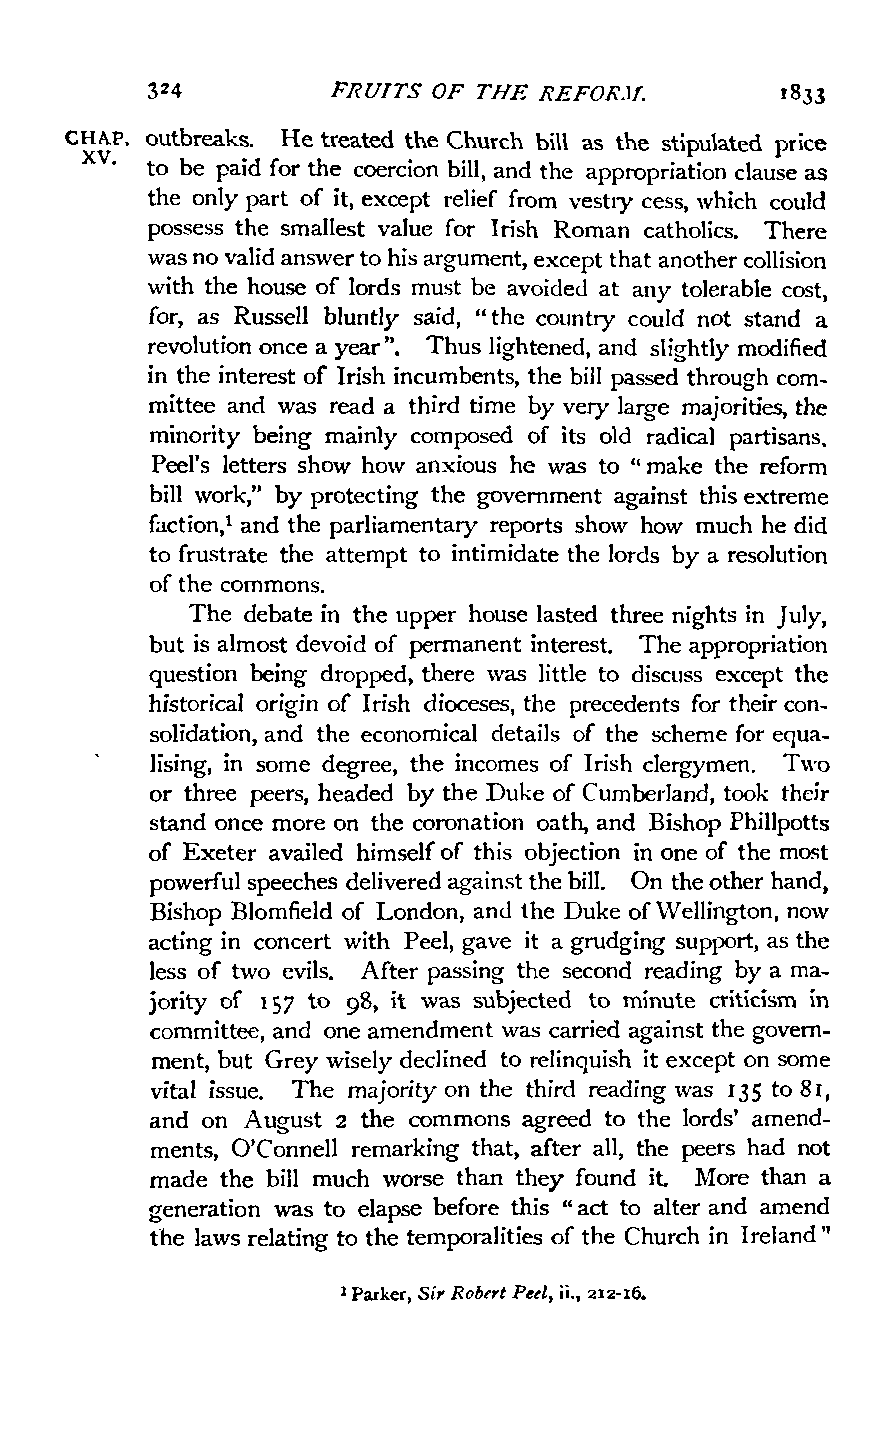 324 FRUITS OF THE REFORM. 1833
CHAP. XV. outbreaks. He treated the Church bill as the stipulated price
to be paid for the coercion bill, and the appropriation clause as
the only part of it, except relief from vestry cess, which could
possess the smallest value for Irish Roman catholics. There
was no valid answer to his argument, except that another collision
with the house of lords must be avoided at any tolerable cost,
for, as Russell bluntly said, "the country could not stand a
revolution once a year". Thus lightened, and slightly modified
in the interest of Irish incumbents, the bill passed through com-
mittee and was read a third time by very large majorities, the
minority being mainly composed of its old radical partisans.
Peel's letters show how anxious he was to "make the reform
bill work," by protecting the government against this extreme
faction,¹ and the parliamentary reports show how much he did
to frustrate the attempt to intimidate the lords by a resolution
of the commons.
The debate in the upper house lasted three nights in July,
but is almost devoid of permanent interest. The appropriation
question being dropped, there was little to discuss except the
historical origin of Irish dioceses, the precedents for their con-
solidation, and the economical details of the scheme for equa-
lising, in some degree, the incomes of Irish clergymen. Two
or three peers, headed by the Duke of Cumberland, took their
stand once more on the coronation oath, and Bishop Phillpotts
of Exeter availed himself of this objection in one of the most
powerful speeches delivered against the bill. On the other hand,
Bishop Blomfield of London, and the Duke of Wellington, now
acting in concert with Peel, gave it a grudging support, as the
less of two evils. After passing the second reading by a ma-
jority of 157 to 98, it was subjected to minute criticism in
committee, and one amendment was carried against the govern-
ment, but Grey wisely declined to relinquish it except on some
vital issue. The majority on the third reading was 135 to 81,
and on August 2 the commons agreed to the lords' amend-
ments, O'Connell remarking that, after all, the peers had not
made the bill much worse than they found it. More than a
generation was to elapse before this "act to alter and amend
the laws relating to the temporalities of the Church in Ireland"
¹ Parker, Sir Robert Peel, ii., 212-16.